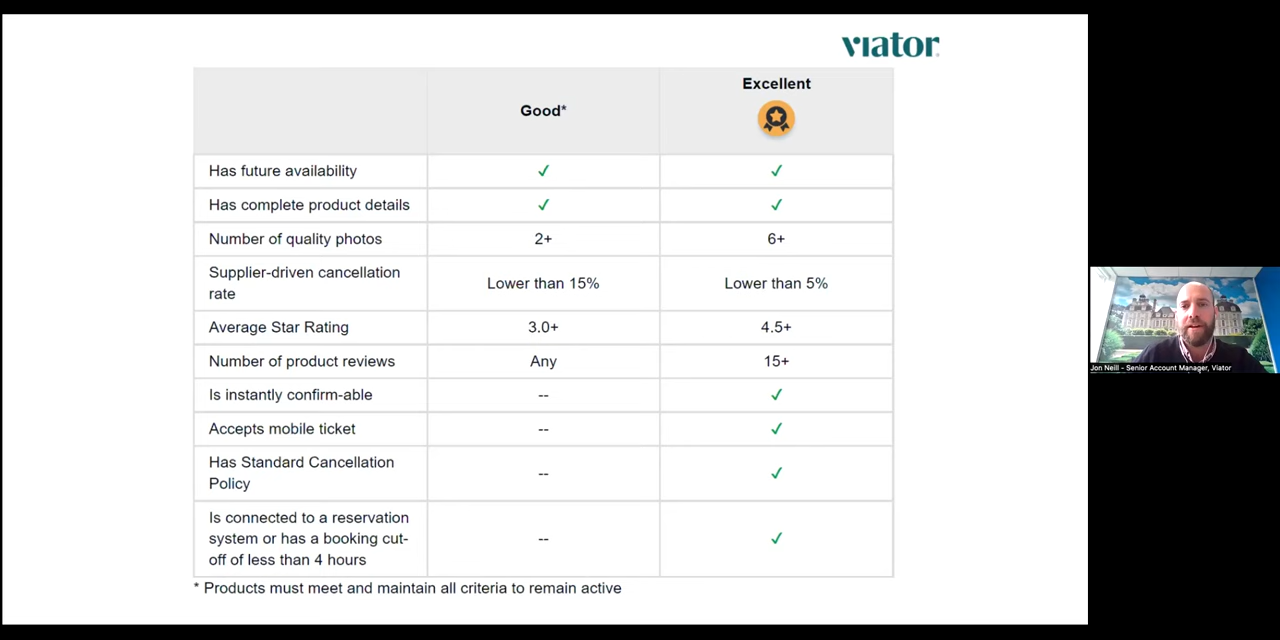 viator
Excellent
Good*
Has future availability ✓ ✓
Has complete product details ✓ ✓
Number of quality photos 2+ 6+
Supplier-driven cancellation
rate
Lower than 15% Lower than 5%
Average Star Rating 3.0+ 4.5+
Number of product reviews Any 15+
Is instantly confirm-able -- ✓
Accepts mobile ticket -- ✓
Has Standard Cancellation
Policy
-- ✓
Is connected to a reservation
system or has a booking cut-
off of less than 4 hours
-- ✓
* Products must meet and maintain all criteria to remain active
Jon Neill - Senior Account Manager, Viator